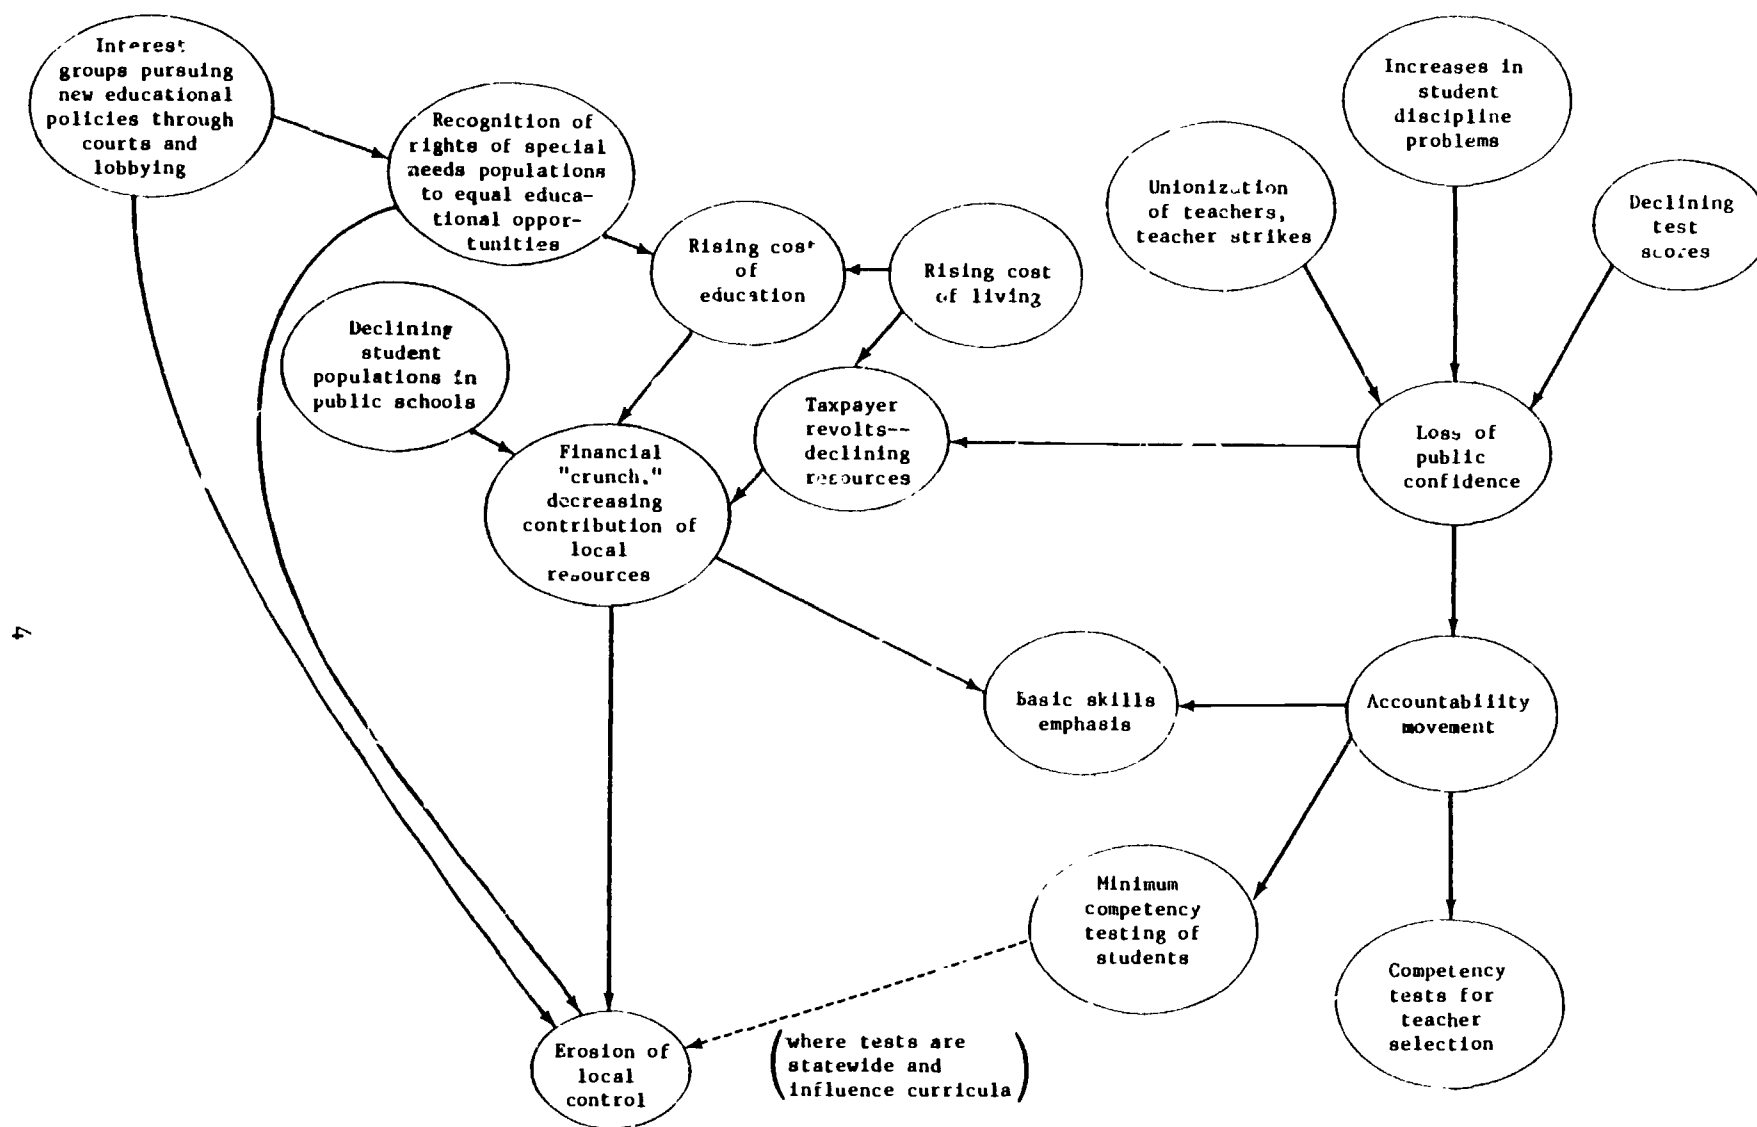 Interest
groups pursuing
new educational
policies through
courts and
lobbying
Recognition of
rights of special
needs populations
to equal educa-
tional oppor-
tunities
Rising cost
of
education
Rising cost
of living
Declining
student
populations in
public schools
Taxpayer
revolts--
declining
resources
Financial
"crunch,"
decreasing
contribution of
local
resources
Increases in
student
discipline
problems
Unionization
of teachers,
teacher strikes
Declining
test
scores
Loss of
public
confidence
Basic skills
emphasis
Accountability
movement
Minimum
competency
testing of
students
Competency
tests for
teacher
selection
Erosion of
local
control
(where tests are
statewide and
influence curricula)
4